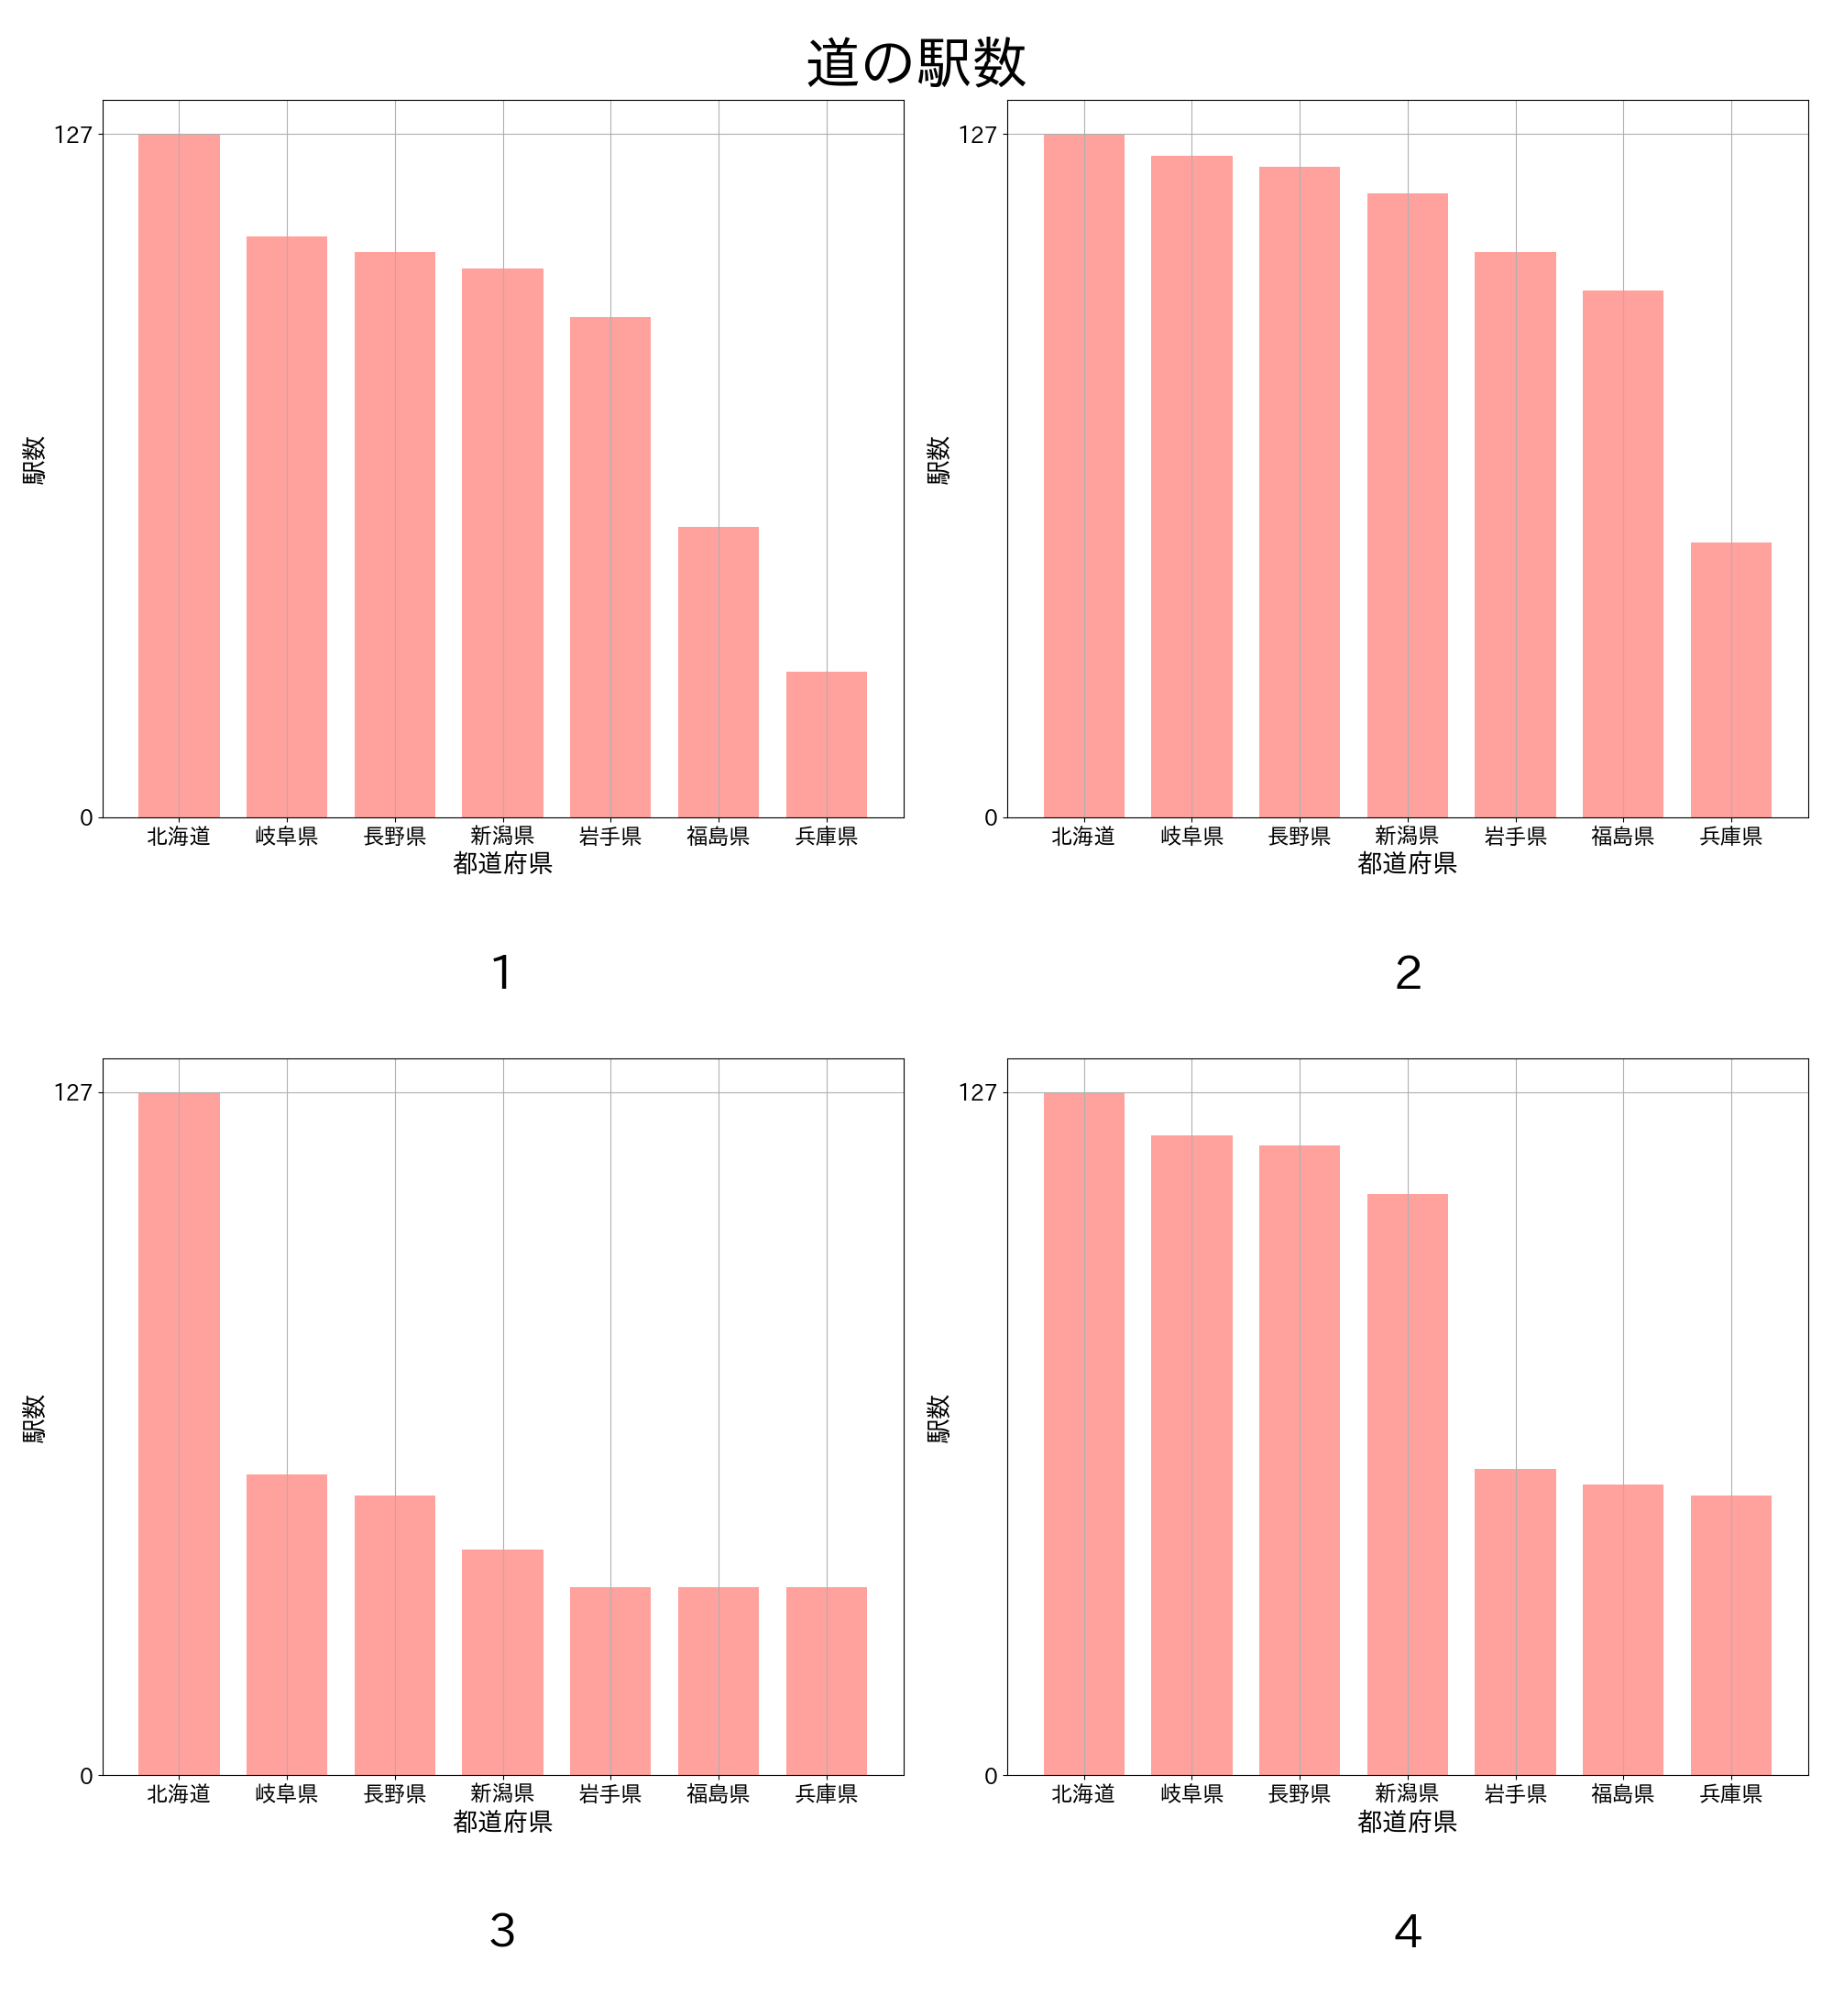 道の駅数
127
127
駅数
駅数
0
0
北海道 岐阜県 長野県 新潟県 岩手県 福島県 兵庫県
北海道 岐阜県 長野県 新潟県 岩手県 福島県 兵庫県
都道府県
都道府県
1
2
127
127
駅数
駅数
0
0
北海道 岐阜県 長野県 新潟県 岩手県 福島県 兵庫県
北海道 岐阜県 長野県 新潟県 岩手県 福島県 兵庫県
都道府県
都道府県
3
4